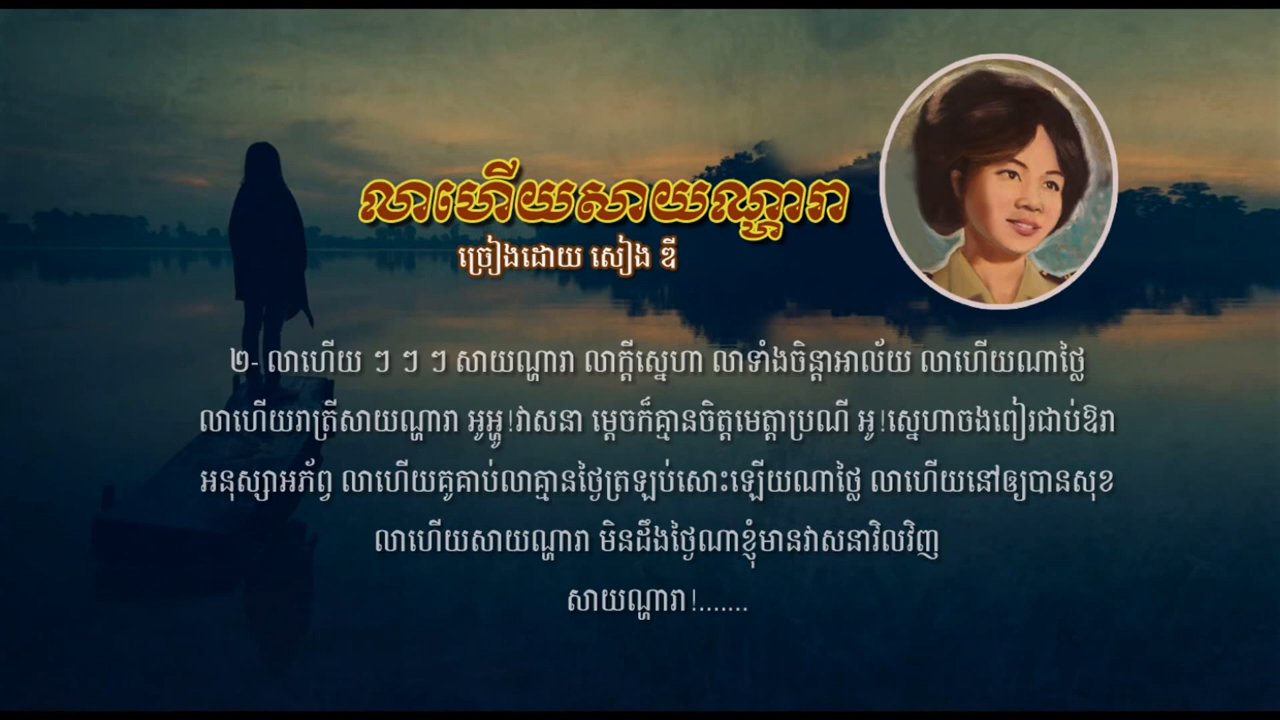 លាហើយសាយណ្ហារា
ច្រៀងដោយ សៀង ឌី
២- លាហើយ ៗ ៗ ៗ សាយណ្ហារា លាក្ដីស្នេហា លាទាំងចិន្ដាអាល័យ លាហើយណាថ្លៃ
លាហើយរាត្រីសាយណ្ហារា អូអ្ហូ!វាសនា ម្ដេចក៏គ្មានចិត្តមេត្តាប្រណី អូ!ស្នេហាចងពៀរជាប់ឱរា
អនុស្សាអភ័ព្វ លាហើយគូគាប់លាគ្មានថ្ងៃត្រឡប់សោះឡើយណាថ្លៃ លាហើយនៅឲ្យបានសុខ
លាហើយសាយណ្ហារា មិនដឹងថ្ងៃណាខ្ញុំមានវាសនាវិលវិញ
សាយណ្ហារា!.......